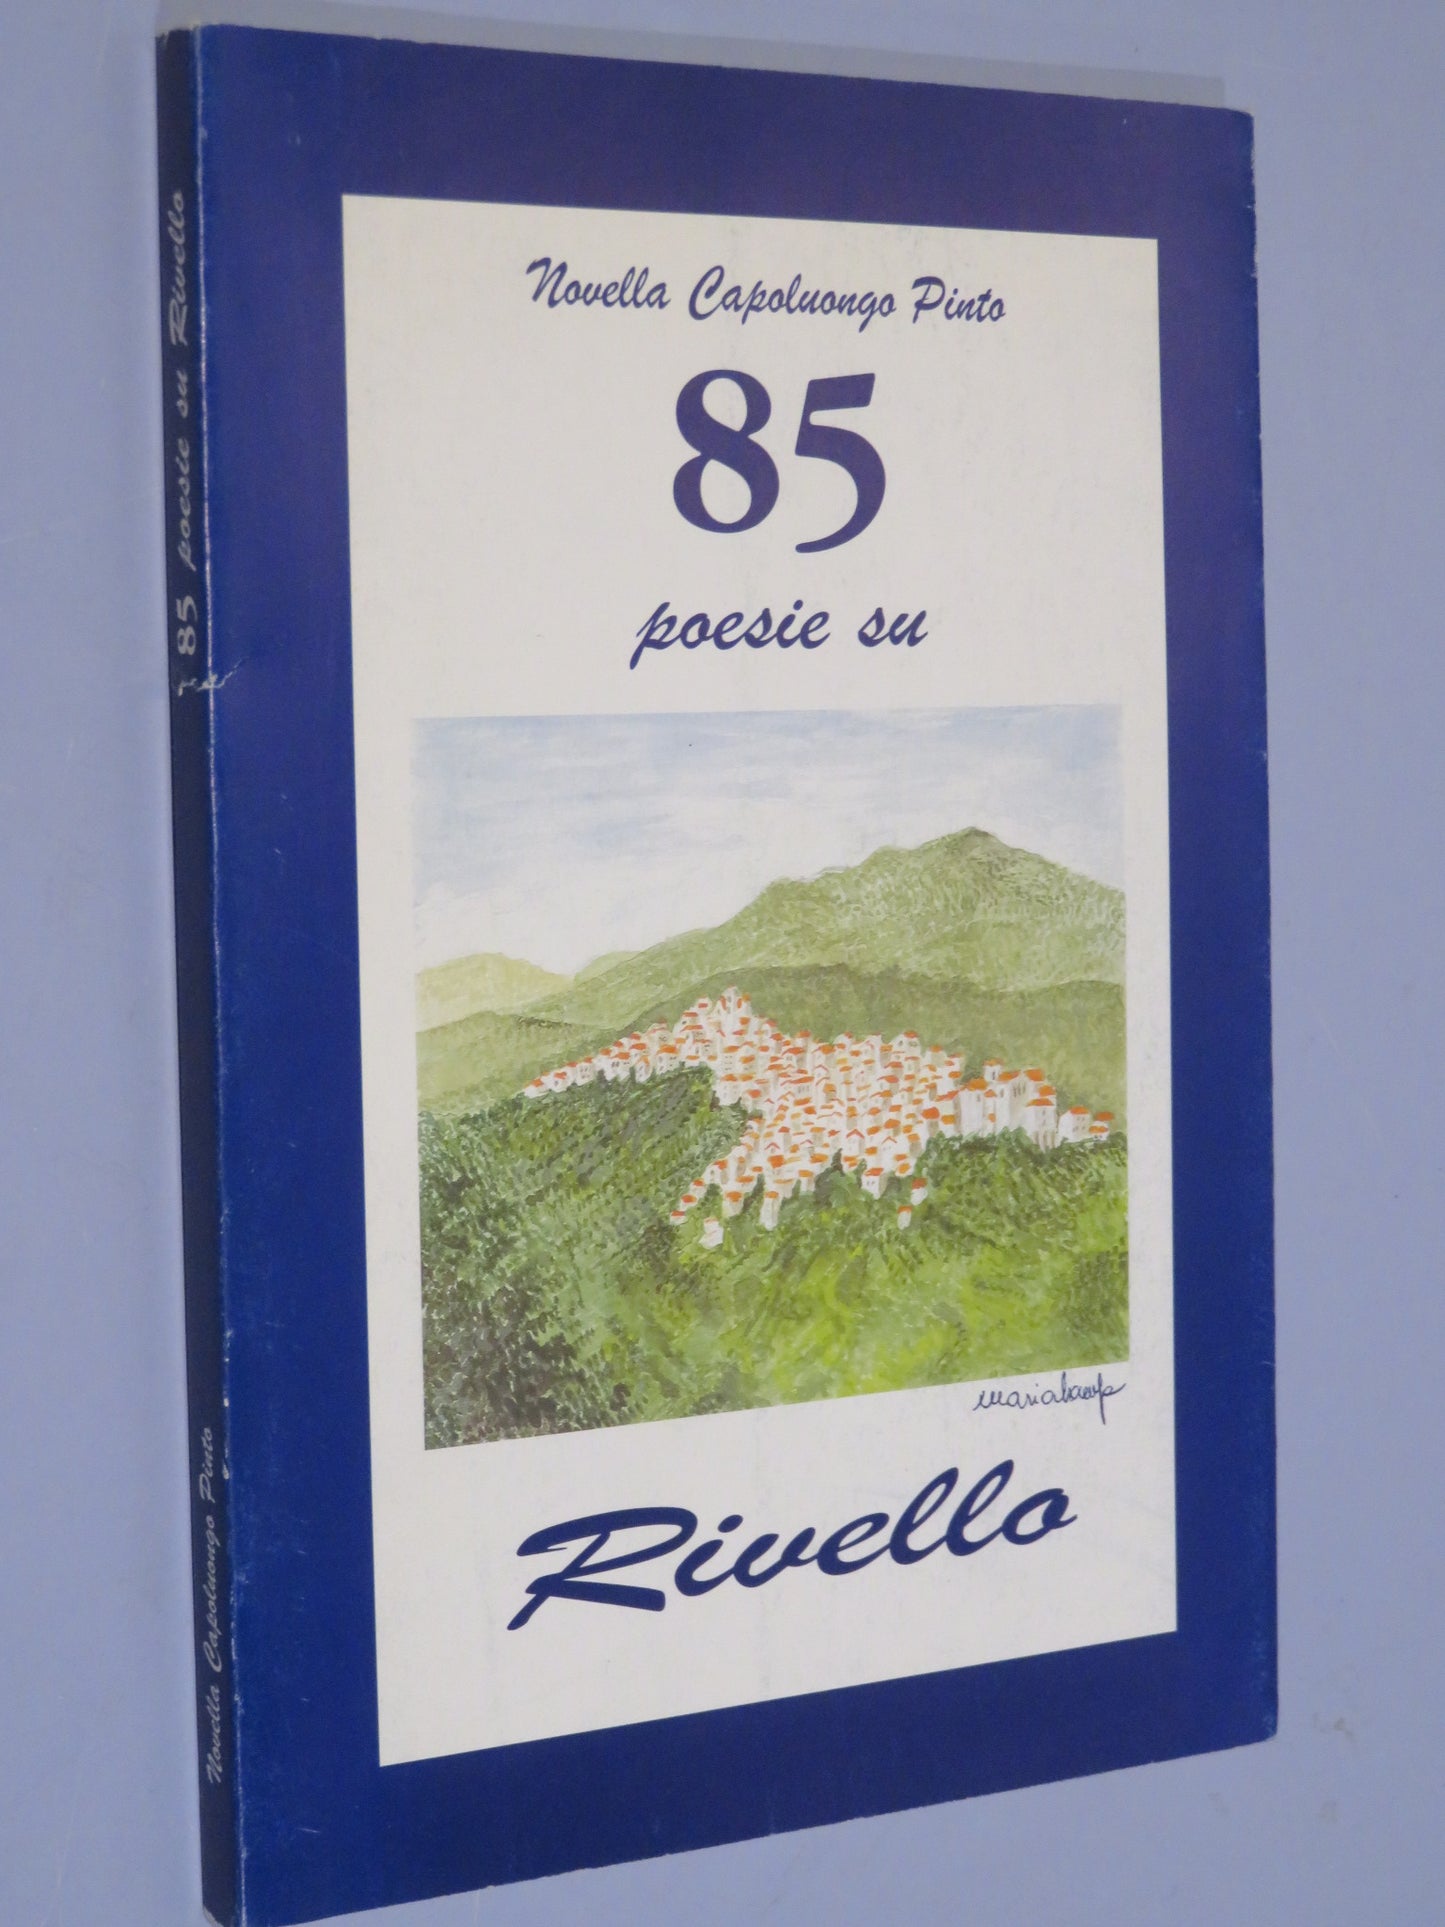 Novella Capoluongo Pinto
85
poesie su
Rivello
85 poesie su Rivello
Novella Capoluongo Pinto